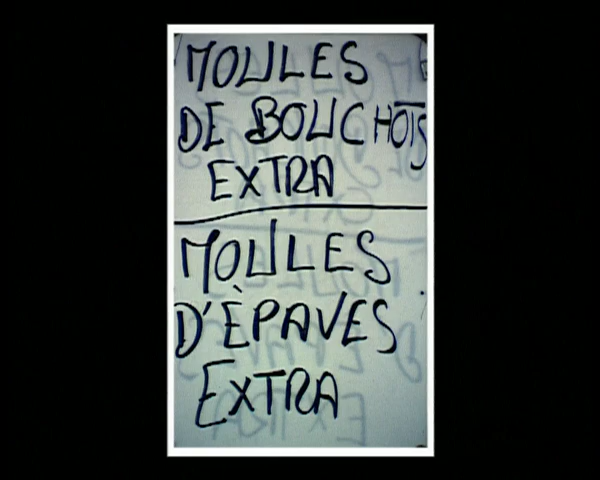 MOULES
DE BOUCHOTS
EXTRA
MOULES
D'ÈPAVES
EXTRA